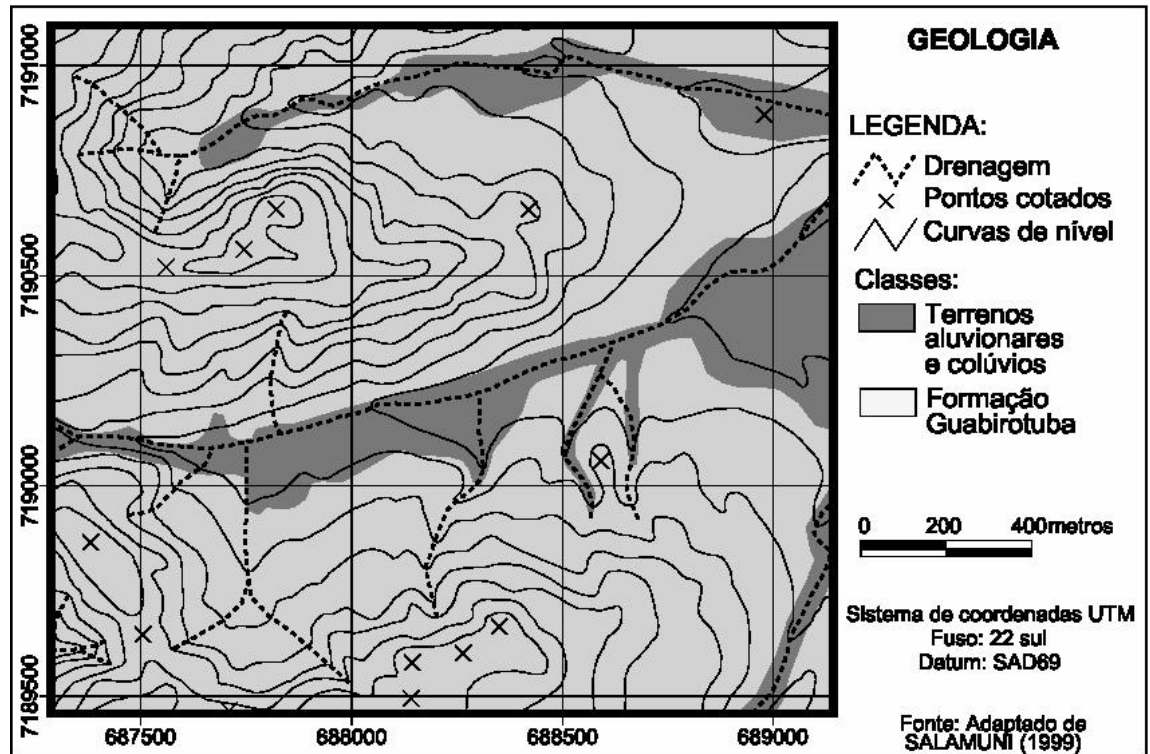 GEOLOGIA
LEGENDA:
Drenagem
Pontos cotados
Curvas de nível
Classes:
Terrenos
aluvionares
e colúvios
Formação
Guabirotuba
0 200 400metros
Sistema de coordenadas UTM
Fuso: 22 sul
Datum: SAD69
Fonte: Adaptado de
SALAMUNI (1999)
7191000
7190500
7190000
7189500
687500 688000 688500 689000